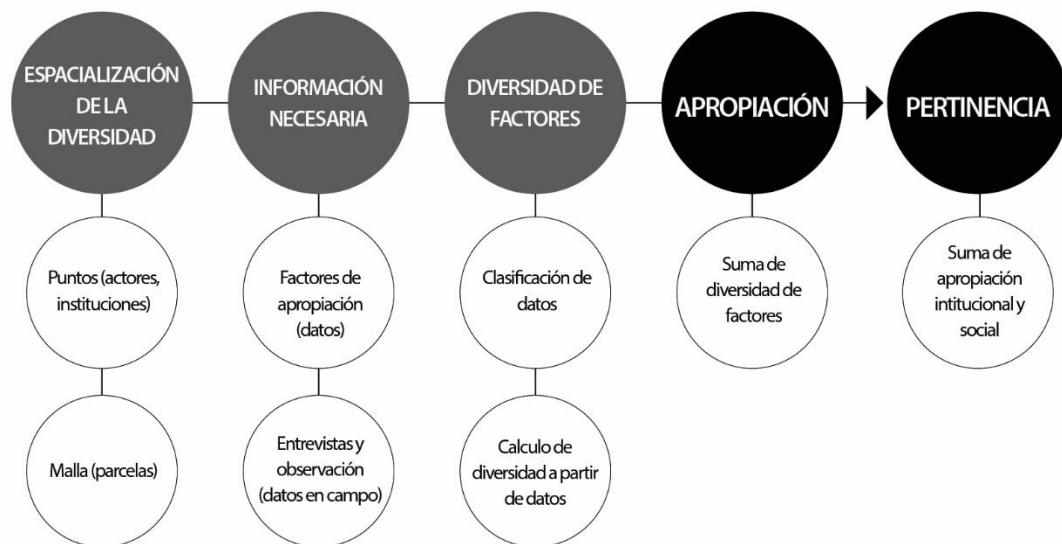 ESPACIALIZACIÓN
DE LA
DIVERSIDAD
INFORMACIÓN
NECESARIA
DIVERSIDAD DE
FACTORES
APROPIACIÓN
PERTINENCIA
Puntos (actores,
instituciones)
Factores de
apropiación
(datos)
Clasificación de
datos
Suma de
diversidad de
factores
Suma de
apropiación
intitucional y
social
Malla (parcelas)
Entrevistas y
observación
(datos en campo)
Calculo de
diversidad a partir
de datos